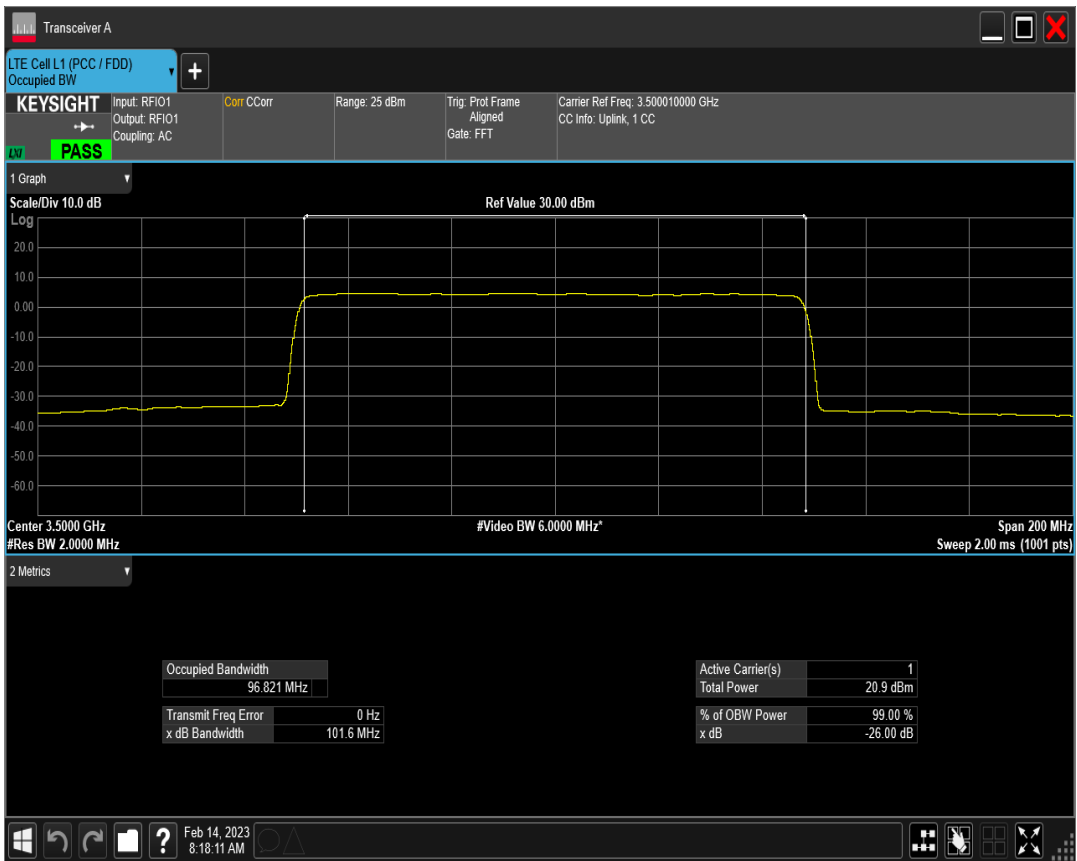 Transceiver A
LTE Cell L1 (PCC / FDD)
Occupied BW
KEYSIGHT
LXI
PASS
Input: RFIO1
Output: RFIO1
Coupling: AC
Corr CCorr
Range: 25 dBm
Trig: Prot Frame
Aligned
Gate: FFT
Carrier Ref Freq: 3.500010000 GHz
CC Info: Uplink, 1 CC
1 Graph
Scale/Div 10.0 dB
Ref Value 30.00 dBm
Log
20.0
10.0
0.00
-10.0
-20.0
-30.0
-40.0
-50.0
-60.0
Center 3.5000 GHz
#Video BW 6.0000 MHz*
Span 200 MHz
#Res BW 2.0000 MHz
Sweep 2.00 ms (1001 pts)
2 Metrics
Occupied Bandwidth
96.821 MHz
Transmit Freq Error 0 Hz
x dB Bandwidth 101.6 MHz
Active Carrier(s) 1
Total Power 20.9 dBm
% of OBW Power 99.00 %
x dB -26.00 dB
Feb 14, 2023
8:18:11 AM